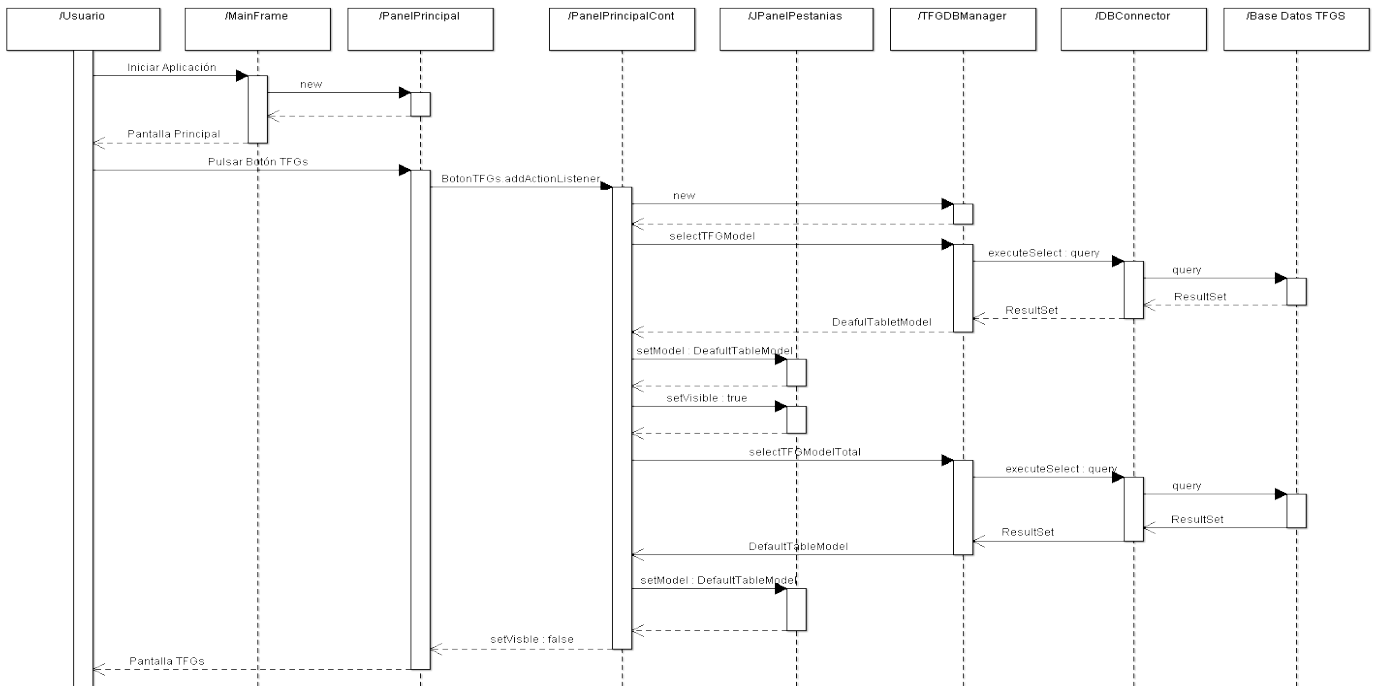 /Usuario
/MainFrame
/PanelPrincipal
/PanelPrincipalCont
/JPanelPestanias
/TFGDBManager
/DBConnector
/Base Datos TFGS
Iniciar Aplicación
new
Pantalla Principal
Pulsar Botón TFGs
BotonTFGs.addActionListener
new
selectTFGModel
executeSelect : query
query
ResultSet
ResultSet
DeafulTabletModel
setModel : DeafultTableModel
setVisible : true
selectTFGModelTotal
executeSelect : query
query
ResultSet
ResultSet
DefaultTableModel
setModel : DefaultTableModel
setVisble : false
Pantalla TFGs